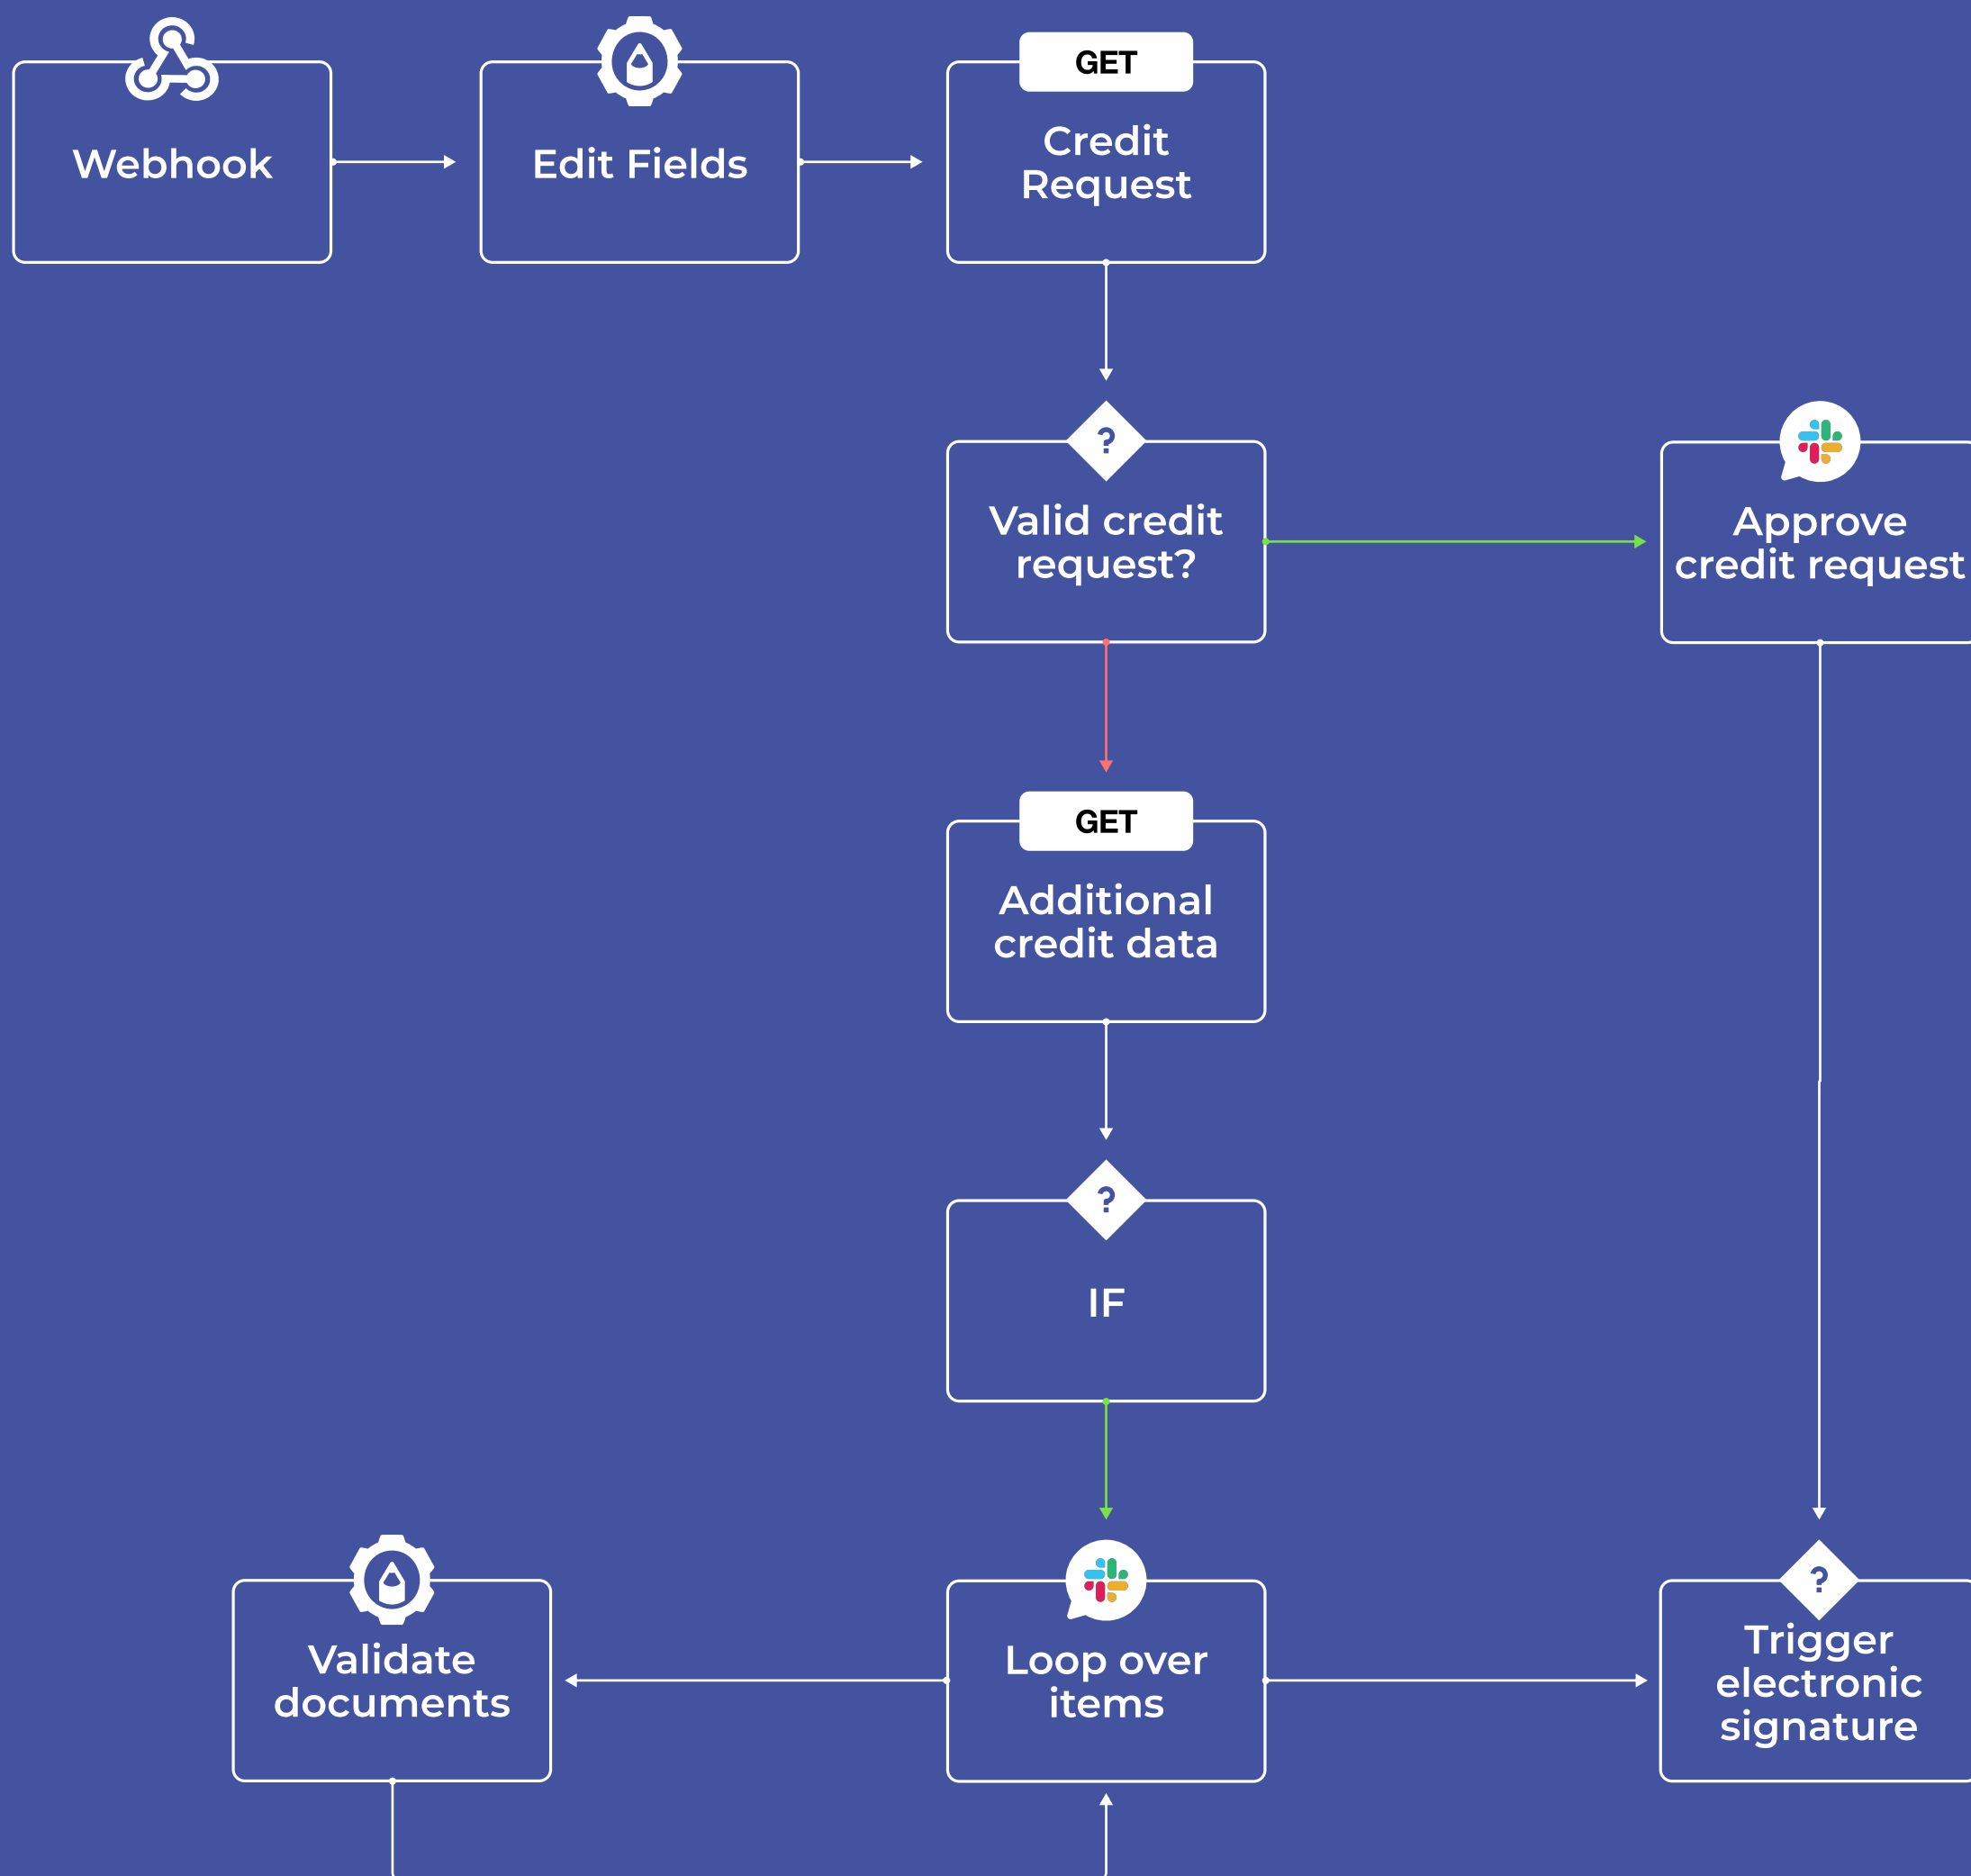 Webhook
Edit Fields
GET
Credit
Request
?
Valid credit
request?
Approve
credit request
GET
Additional
credit data
?
IF
Validate
documents
Loop over
items
?
Trigger
electronic
signature